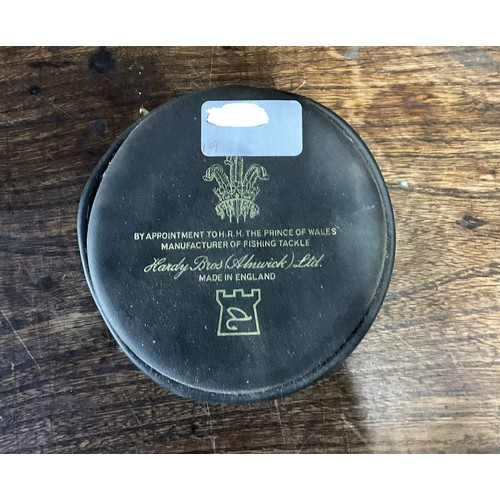 BY APPOINTMENT TO H.R.H. THE PRINCE OF WALES
MANUFACTURER OF FISHING TACKLE
Hardy Bros (Alnwick) Ltd.
MADE IN ENGLAND